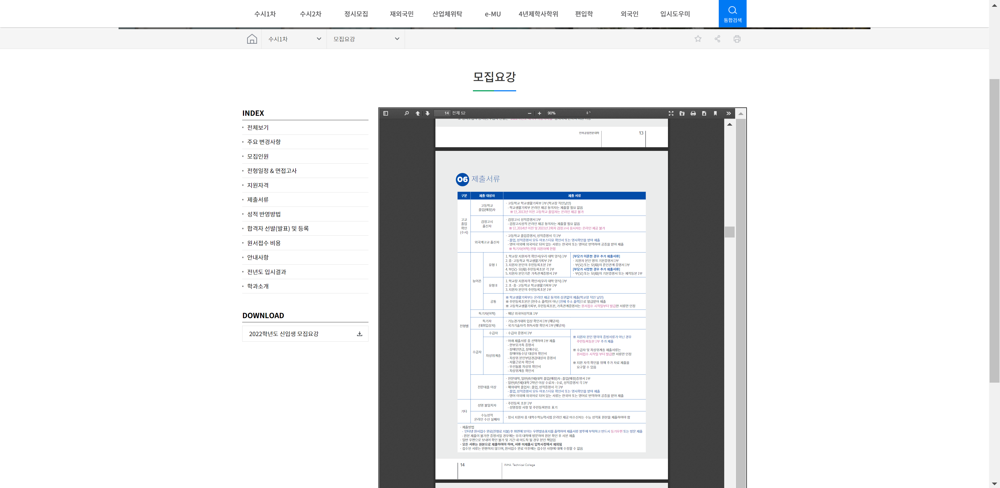 수시1차
수시2차
정시모집
재외국민
산업체위탁
e-MU
4년제학사학위
편입학
외국인
입시도우미
통합검색
수시1차
모집요강
모집요강
INDEX
전체보기
주요 변경사항
모집인원
전형일정 & 면접고사
지원자격
제출서류
성적 반영방법
합격자 선발(발표) 및 등록
원서접수 비용
안내사항
전년도 입시결과
학과소개
DOWNLOAD
2022학년도 신입생 모집요강
14 전체 52
90%
인하공업전문대학
13
06 제출서류
구분
제출 대상자
제출 서류
고교
졸업
확인
(수시)
고등학교
졸업(예정)자
· 고등학교 학교생활기록부 1부 (학교장 직인날인)
- 학교생활기록부 온라인 제공 동의자는 제출할 필요 없음
※ 단, 2013년 이전 고등학교 졸업자는 온라인 제공 불가
검정고시
출신자
· 검정고시 성적증명서 1부
- 검정고시성적 온라인 제공 동의자는 제출할 필요 없음
※ 단, 2014년 이전 및 2021년 2회차 검정고시 응시자는 온라인 제공 불가
외국계고교 출신자
· 고등학교 졸업증명서, 성적증명서 각 1부
- 졸업, 성적증명서 모두 아포스티유 확인서 또는 영사확인을 받아 제출
- 영어 이외에 외국어로 되어 있는 서류는 한국어 또는 영어로 번역하여 공증을 받아 제출
※ 특기자(어학) 전형 지원자에 한함
전형별
농어촌
유형 I
1. 학교장 지원자격 확인서(우리 대학 양식) 1부
2. 중·고등학교 학교생활기록부 1부
3. 지원자 본인의 주민등록초본 1부
4. 부(父)·모(母) 주민등록초본 각 1부
5. 지원자 본인기준 가족관계증명서 1부
[부모가 이혼한 경우 추가 제출서류]
· 지원자 본인 명의 기본증명서 1부
· 부(父) 또는 모(母)의 혼인관계 증명서 1부
[부모가 사망한 경우 추가 제출서류]
· 부(父) 또는 모(母)의 기본증명서 또는 제적등본 1부
유형 II
1. 학교장 지원자격 확인서(우리 대학 양식) 1부
2. 초·중·고등학교 학교생활기록부 1부
3. 지원자 본인의 주민등록초본 1부
공통
※ 학교생활기록부는 온라인 제공 동의와 상관없이 제출(학교장 직인 날인)
※ 주민등록초본은 [현주소 출력]이 아닌 [전체 주소 출력]으로 발급받아 제출
※ 고등학교생활기록부, 주민등록초본, 가족관계증명서는 원서접수 시작일부터 발급한 서류만 인정
특기자(어학)
· 해당 외국어성적표 1부
특기자
(대회입상자)
· 기능경기대회 입상 확인서 1부 (해당자)
· 국가기술자격 취득사항 확인서 1부 (해당자)
수급자
수급자
· 수급자 증명서 1부
차상위계층
· 아래 제출서류 중 선택하여 1부 제출
- 한부모가족 증명서
- 장애인연금, 장애수당,
장애아동수당 대상자 확인서
- 차상위 본인부담경감대상자 증명서
- 자활근로자 확인서
- 우선돌봄 차상위 확인서
- 차상위계층 확인서
※ 지원자 본인 명의의 증빙서류가 아닌 경우
주민등록등본 1부 추가 제출
※ 수급자 및 차상위계층 제출서류는
원서접수 시작일 부터 발급한 서류만 인정
※ 지원 자격 확인을 위해 추가 자료 제출을
요구할 수 있음
전문대졸 이상
· 전문대학, 일반(4년제)대학 졸업(예정)자 : 졸업(예정)증명서 1부
· 일반(4년제)대학 2학년 이상 수료자 : 수료, 성적증명서 각 1부
· 해외대학 졸업자 : 졸업, 성적증명서 각 1부
- 졸업, 성적증명서 모두 아포스티유 확인서 또는 영사확인을 받아 제출
- 영어 이외에 외국어로 되어 있는 서류는 한국어 또는 영어로 번역하여 공증을 받아 제출
기타
성명 불일치자
· 주민등록 초본 1부
- 성명정정 사항 및 주민등록번호 표기
수능성적
온라인 수신 실패자
· 정시 지원자 중 대학수학능력시험 온라인 제공 미수신자는 수능 성적표 원본을 제출하여야 함
· 제출방법
- 인터넷 원서접수 완료(전형료 지불) 후 화면에 보이는 우편발송표지를 출력하여 제출서류 봉투에 부착하고 반드시 등기우편 또는 방문 제출
- 원본 제출이 불가한 증명서일 경우에는 우리 대학에 방문하여 원본 확인 후 사본 제출
· 일반 우편으로 보내어 확인 불가 및 기간 내 미도착 될 경우 본인 책임임
· 모든 서류는 원본으로 제출하여야 하며, 서류 미제출시 입학사정에서 제외됨
· 접수된 서류는 반환하지 않으며, 원서접수 완료 이후에는 접수된 사항에 대해 수정할 수 없음
14
INHA Technical College